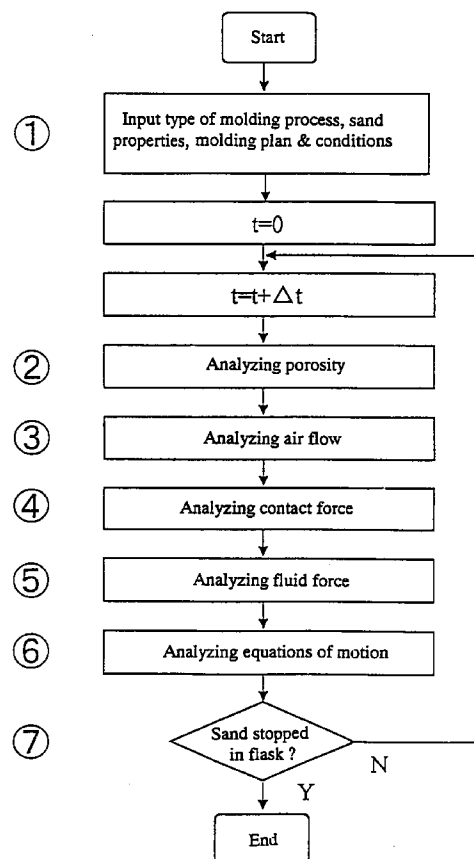 Start
① Input type of molding process, sand
properties, molding plan & conditions
t=0
t=t+△t
② Analyzing porosity
③ Analyzing air flow
④ Analyzing contact force
⑤ Analyzing fluid force
⑥ Analyzing equations of motion
⑦ Sand stopped
in flask ?
N
Y
End